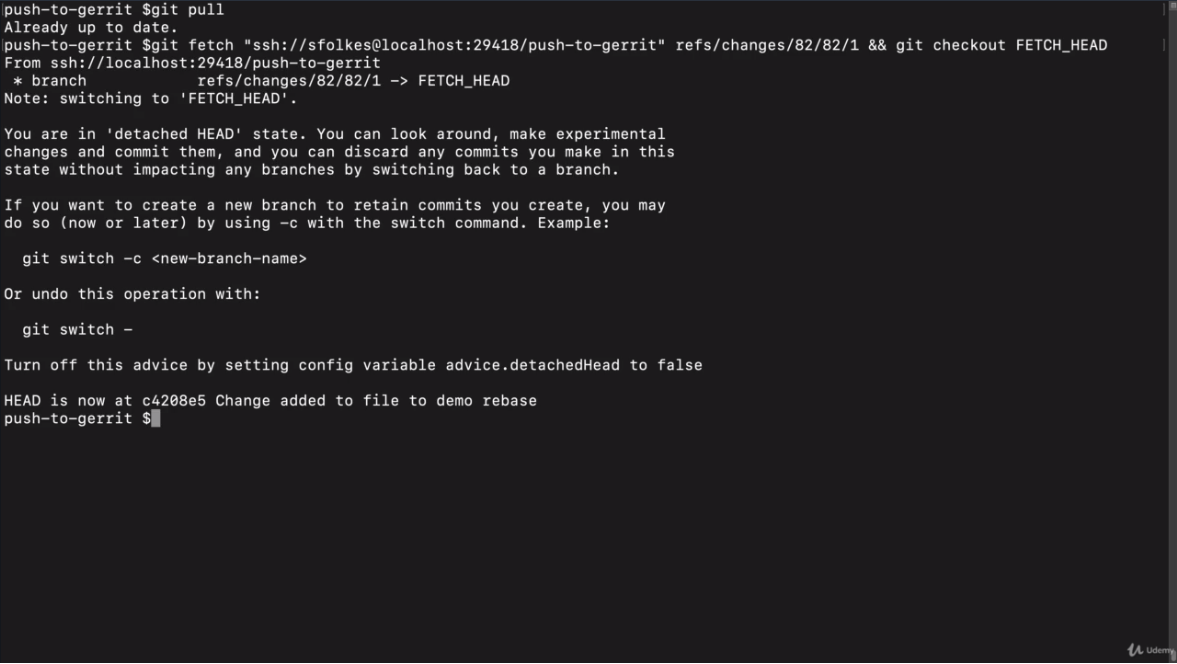 push-to-gerrit $git pull
Already up to date.
push-to-gerrit $git fetch "ssh://sfolkes@localhost:29418/push-to-gerrit" refs/changes/82/82/1 && git checkout FETCH_HEAD
From ssh://localhost:29418/push-to-gerrit
 * branch            refs/changes/82/82/1 -> FETCH_HEAD
Note: switching to 'FETCH_HEAD'.

You are in 'detached HEAD' state. You can look around, make experimental
changes and commit them, and you can discard any commits you make in this
state without impacting any branches by switching back to a branch.

If you want to create a new branch to retain commits you create, you may
do so (now or later) by using -c with the switch command. Example:

  git switch -c <new-branch-name>

Or undo this operation with:

  git switch -

Turn off this advice by setting config variable advice.detachedHead to false

HEAD is now at c4208e5 Change added to file to demo rebase
push-to-gerrit $
Udemy